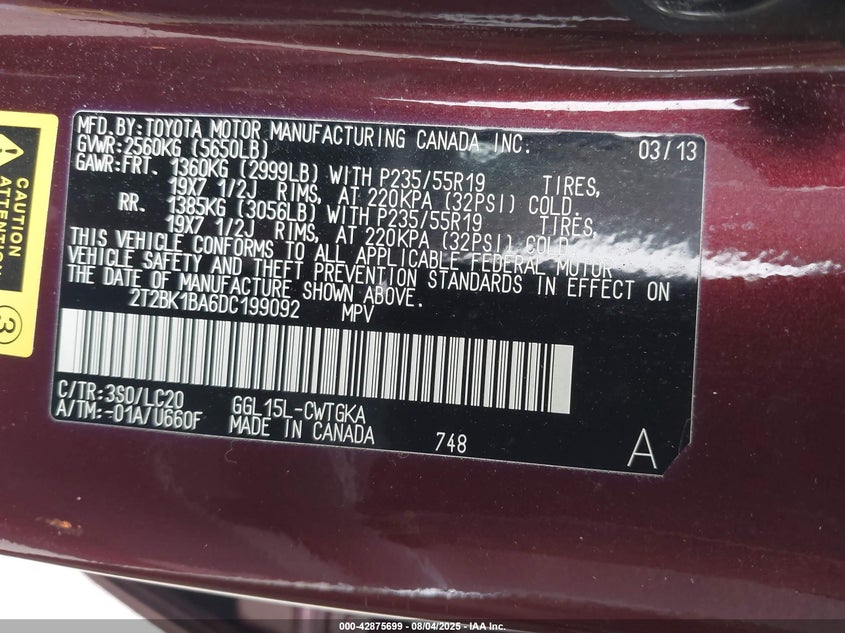 MFD.BY:TOYOTA MOTOR MANUFACTURING CANADA INC. 03/13
GVWR:2560KG (5650LB)
GAWR:FRT. 1360KG (2999LB) WITH P235/55R19 TIRES,
19X7 1/2J RIMS, AT 220KPA (32PSI) COLD.
RR. 1385KG (3056LB) WITH P235/55R19 TIRES,
19X7 1/2J RIMS, AT 220KPA (32PSI) COLD.
THIS VEHICLE CONFORMS TO ALL APPLICABLE FEDERAL MOTOR
VEHICLE SAFETY AND THEFT PREVENTION STANDARDS IN EFFECT ON
THE DATE OF MANUFACTURE SHOWN ABOVE.
2T2BK1BA6DC199092 MPV
C/TR:3S0/LC20 GGL15L-CWTGKA
A/TM:-01A/U660F MADE IN CANADA 748 A
ATTENTION
3
000-42875699 - 08/04/2025 - IAA Inc.